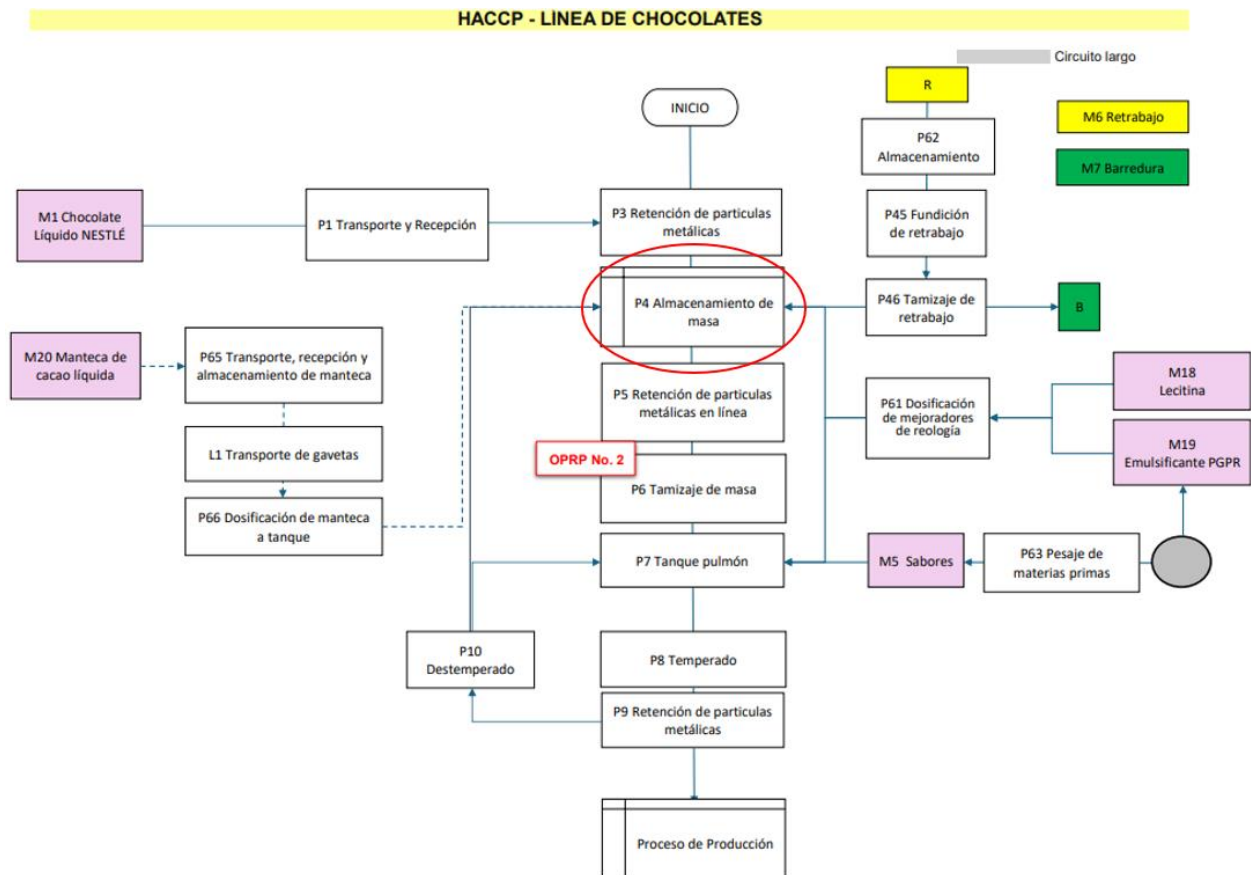 HACCP - LÍNEA DE CHOCOLATES
Circuito largo
R
INICIO
M6 Retrabajo
P62
Almacenamiento
M7 Barredura
M1 Chocolate
Líquido NESTLÉ
P1 Transporte y Recepción
P3 Retención de particulas
metálicas
P45 Fundición
de retrabajo
P4 Almacenamiento de
masa
P46 Tamizaje de
retrabajo
B
M20 Manteca de
cacao líquida
P65 Transporte, recepción y
almacenamiento de manteca
P5 Retención de partículas
metálicas en línea
P61 Dosificación
de mejoradores
de reología
M18
Lecitina
M19
Emulsificante PGPR
L1 Transporte de gavetas
OPRP No. 2
P6 Tamizaje de masa
P66 Dosificación de manteca
a tanque
P7 Tanque pulmón
M5 Sabores
P63 Pesaje de
materias primas
P10
Destemperado
P8 Temperado
P9 Retención de particulas
metálicas
Proceso de Producción